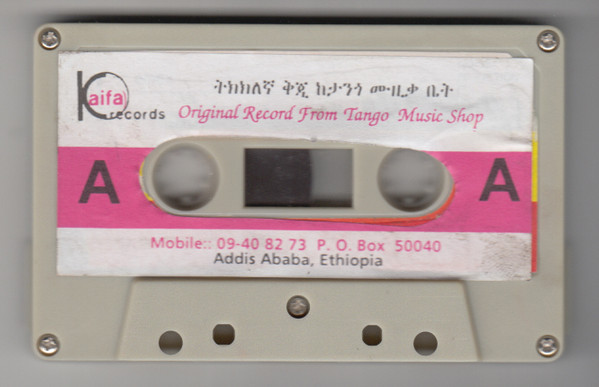 Kaifa records
ትክክለኛ ቅጂ ከታንጎ ሙዚቃ ቤት
Original Record From Tango Music Shop
A A
Mobile:: 09-40 82 73 P. O. Box 50040
Addis Ababa, Ethiopia